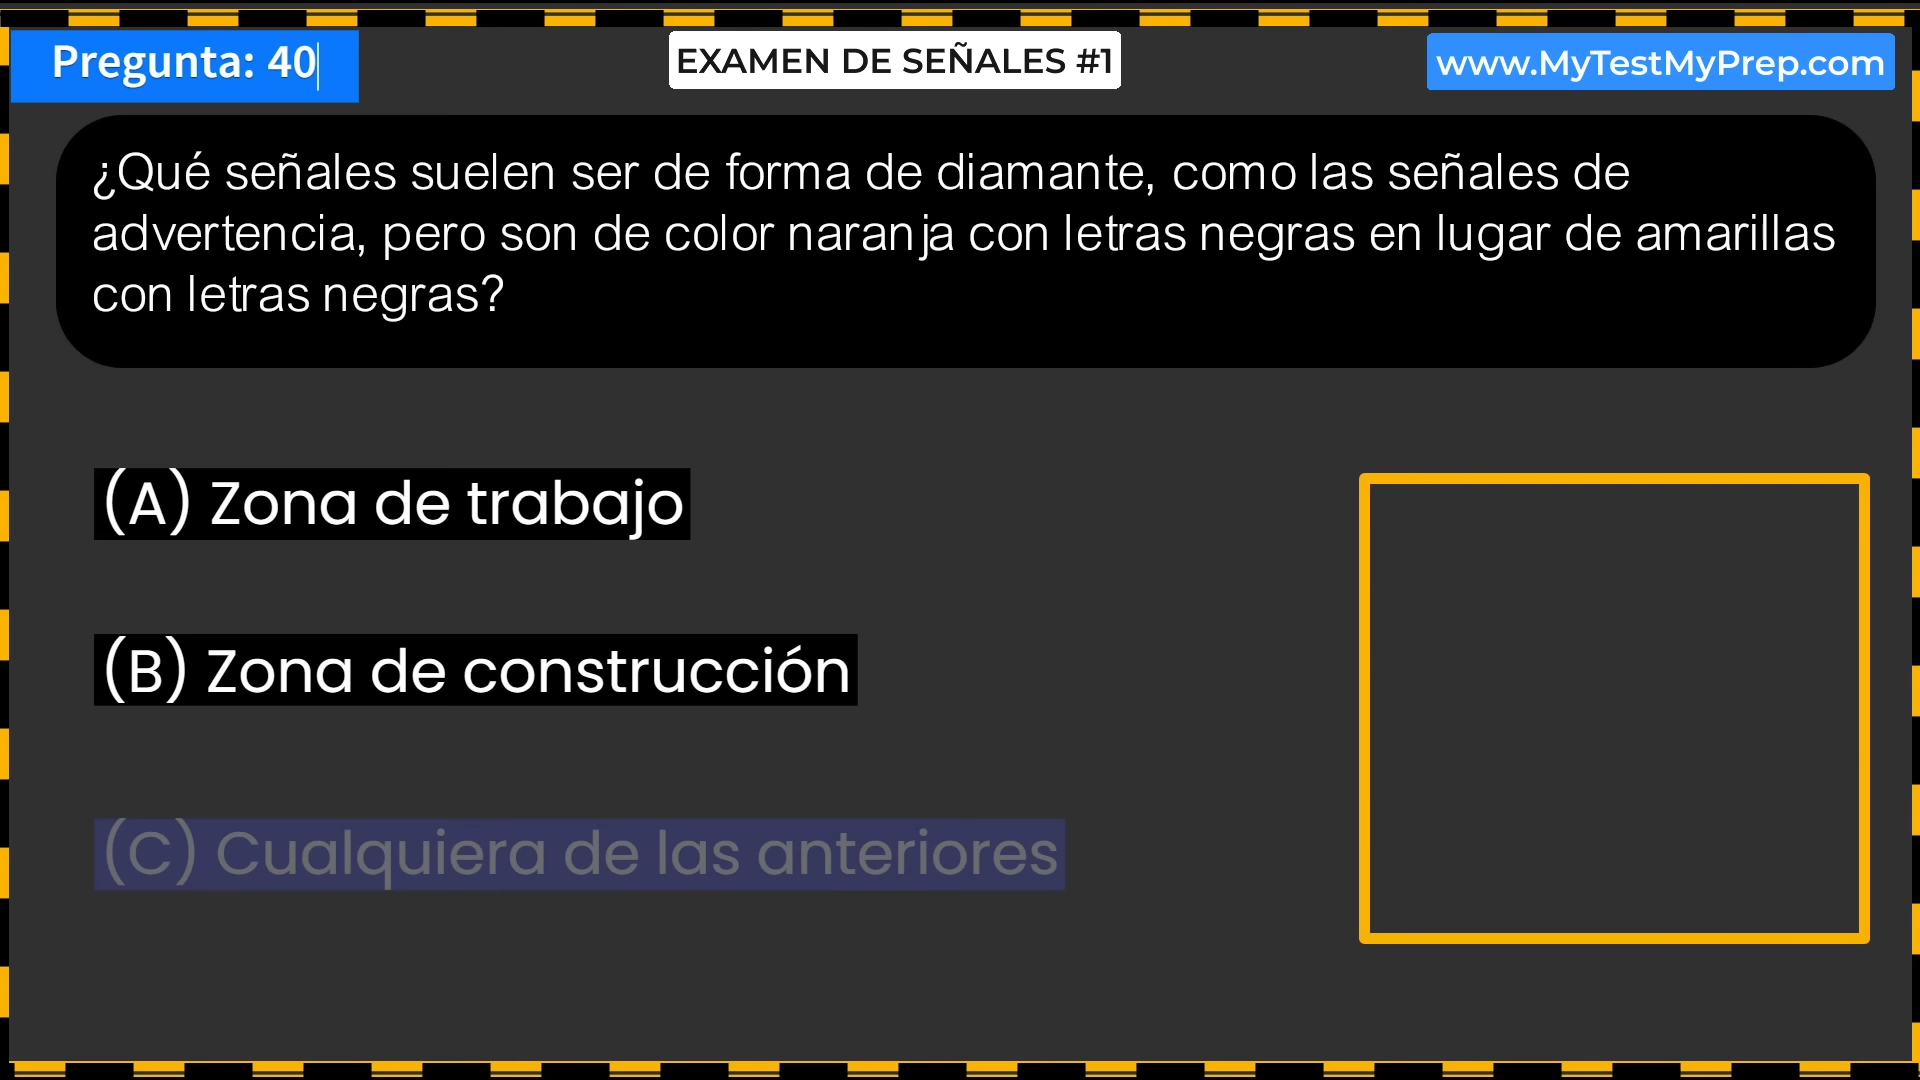 Pregunta: 40
EXAMEN DE SEÑALES #1
www.MyTestMyPrep.com
¿Qué señales suelen ser de forma de diamante, como las señales de
advertencia, pero son de color naranja con letras negras en lugar de amarillas
con letras negras?
(A) Zona de trabajo
(B) Zona de construcción
(C) Cualquiera de las anteriores